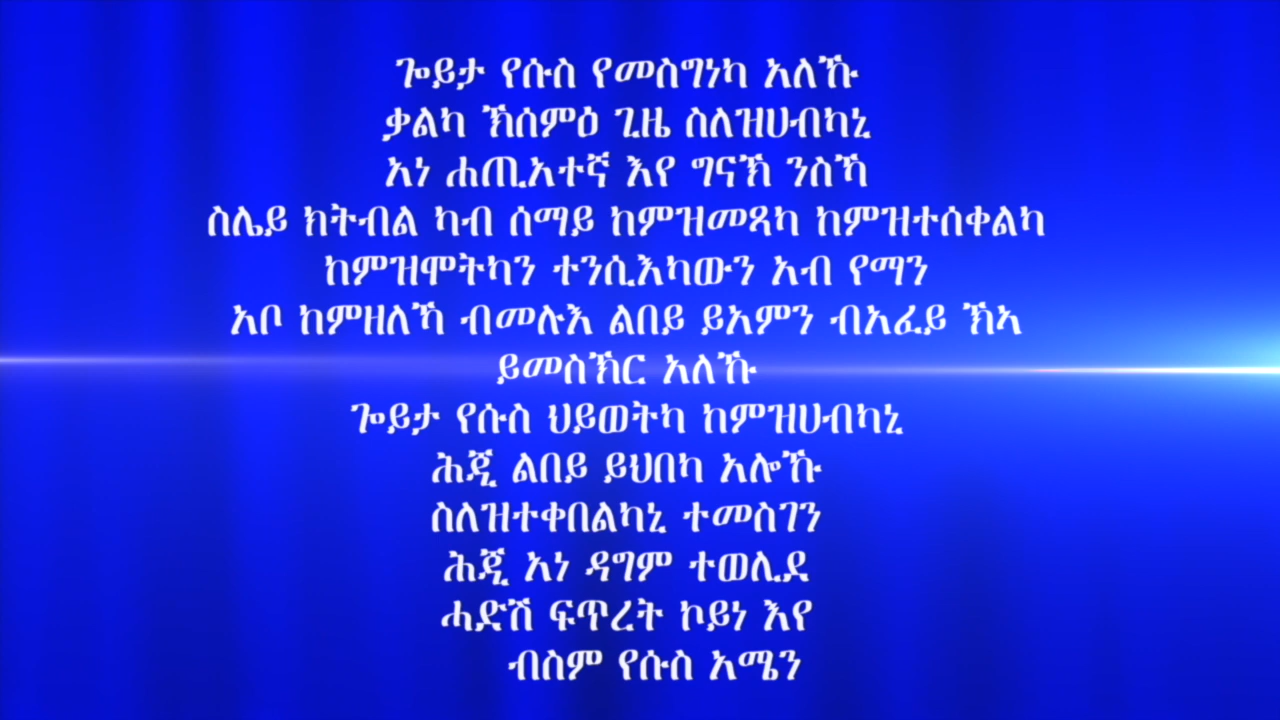 ጐይታ የሱስ የመስግነካ አለኹ
ቃልካ ኽሰምዕ ጊዜ ስለዝሀብካኒ
አነ ሐጢአተኛ እየ ግናኽ ንስኻ
ስሌይ ክትብል ካብ ሰማይ ከምዝመጻካ ከምዝተሰቀልካ
ከምዝሞትካን ተንሲእካውን አብ የማን
አቦ ከምዘለኻ ብመሉእ ልበይ ይአምን ብአፈይ ኽኣ
ይመስኽር አለኹ
ጐይታ የሱስ ህይወትካ ከምዝሀብካኒ
ሕጂ ልበይ ይህበካ አሎኹ
ስለዝተቀበልካኒ ተመስገን
ሕጂ አነ ዳግም ተወሊደ
ሓድሽ ፍጥረት ኮይነ እየ
ብስም የሱስ አሜን